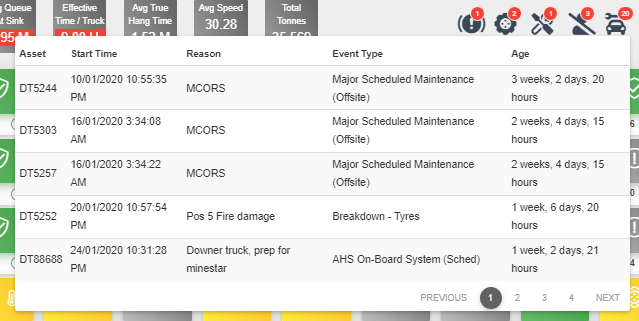 g Queue Effective Avg True Avg Speed Total
at Sink Time / Truck Hang Time 30.28 Tonnes
1 2 1 3 20
Asset Start Time Reason Event Type Age
DT5244 10/01/2020 10:55:35 PM MCORS Major Scheduled Maintenance (Offsite) 3 weeks, 2 days, 20 hours
DT5303 16/01/2020 3:34:08 AM MCORS Major Scheduled Maintenance (Offsite) 2 weeks, 4 days, 15 hours
DT5257 16/01/2020 3:34:22 AM MCORS Major Scheduled Maintenance (Offsite) 2 weeks, 4 days, 15 hours
DT5252 20/01/2020 10:57:54 PM Pos 5 Fire damage Breakdown - Tyres 1 week, 6 days, 20 hours
DT88688 24/01/2020 10:31:28 PM Downer truck, prep for minestar AHS On-Board System (Sched) 1 week, 2 days, 21 hours
PREVIOUS 1 2 3 4 NEXT